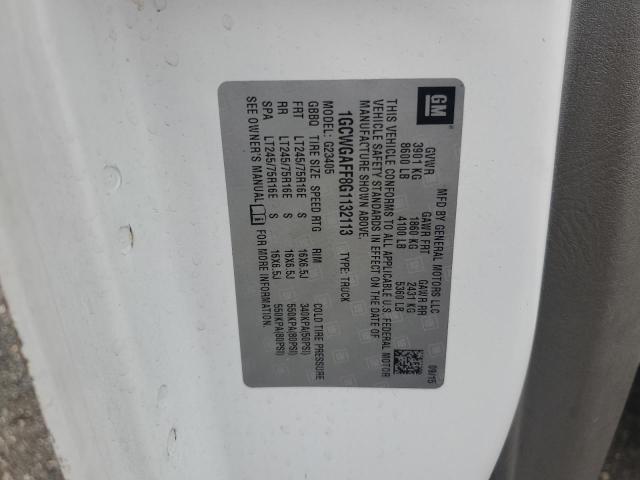 GM
MFD BY GENERAL MOTORS LLC 09/15
GVWR GAWR FRT GAWR RR
3901 KG 1860 KG 2431 KG
8600 LB 4100 LB 5360 LB
THIS VEHICLE CONFORMS TO ALL APPLICABLE U.S. FEDERAL MOTOR
VEHICLE SAFETY STANDARDS IN EFFECT ON THE DATE OF
MANUFACTURE SHOWN ABOVE.
1GCWGAFF8G1132113 TYPE: TRUCK
MODEL: G23405
GBBQ TIRE SIZE SPEED RTG RIM COLD TIRE PRESSURE
FRT LT245/75R16E S 16X6.5J 340KPA(50PSI)
RR LT245/75R16E S 16X6.5J 550KPA(80PSI)
SPA LT245/75R16E S 16X6.5J 550KPA(80PSI)
SEE OWNER'S MANUAL FOR MORE INFORMATION.